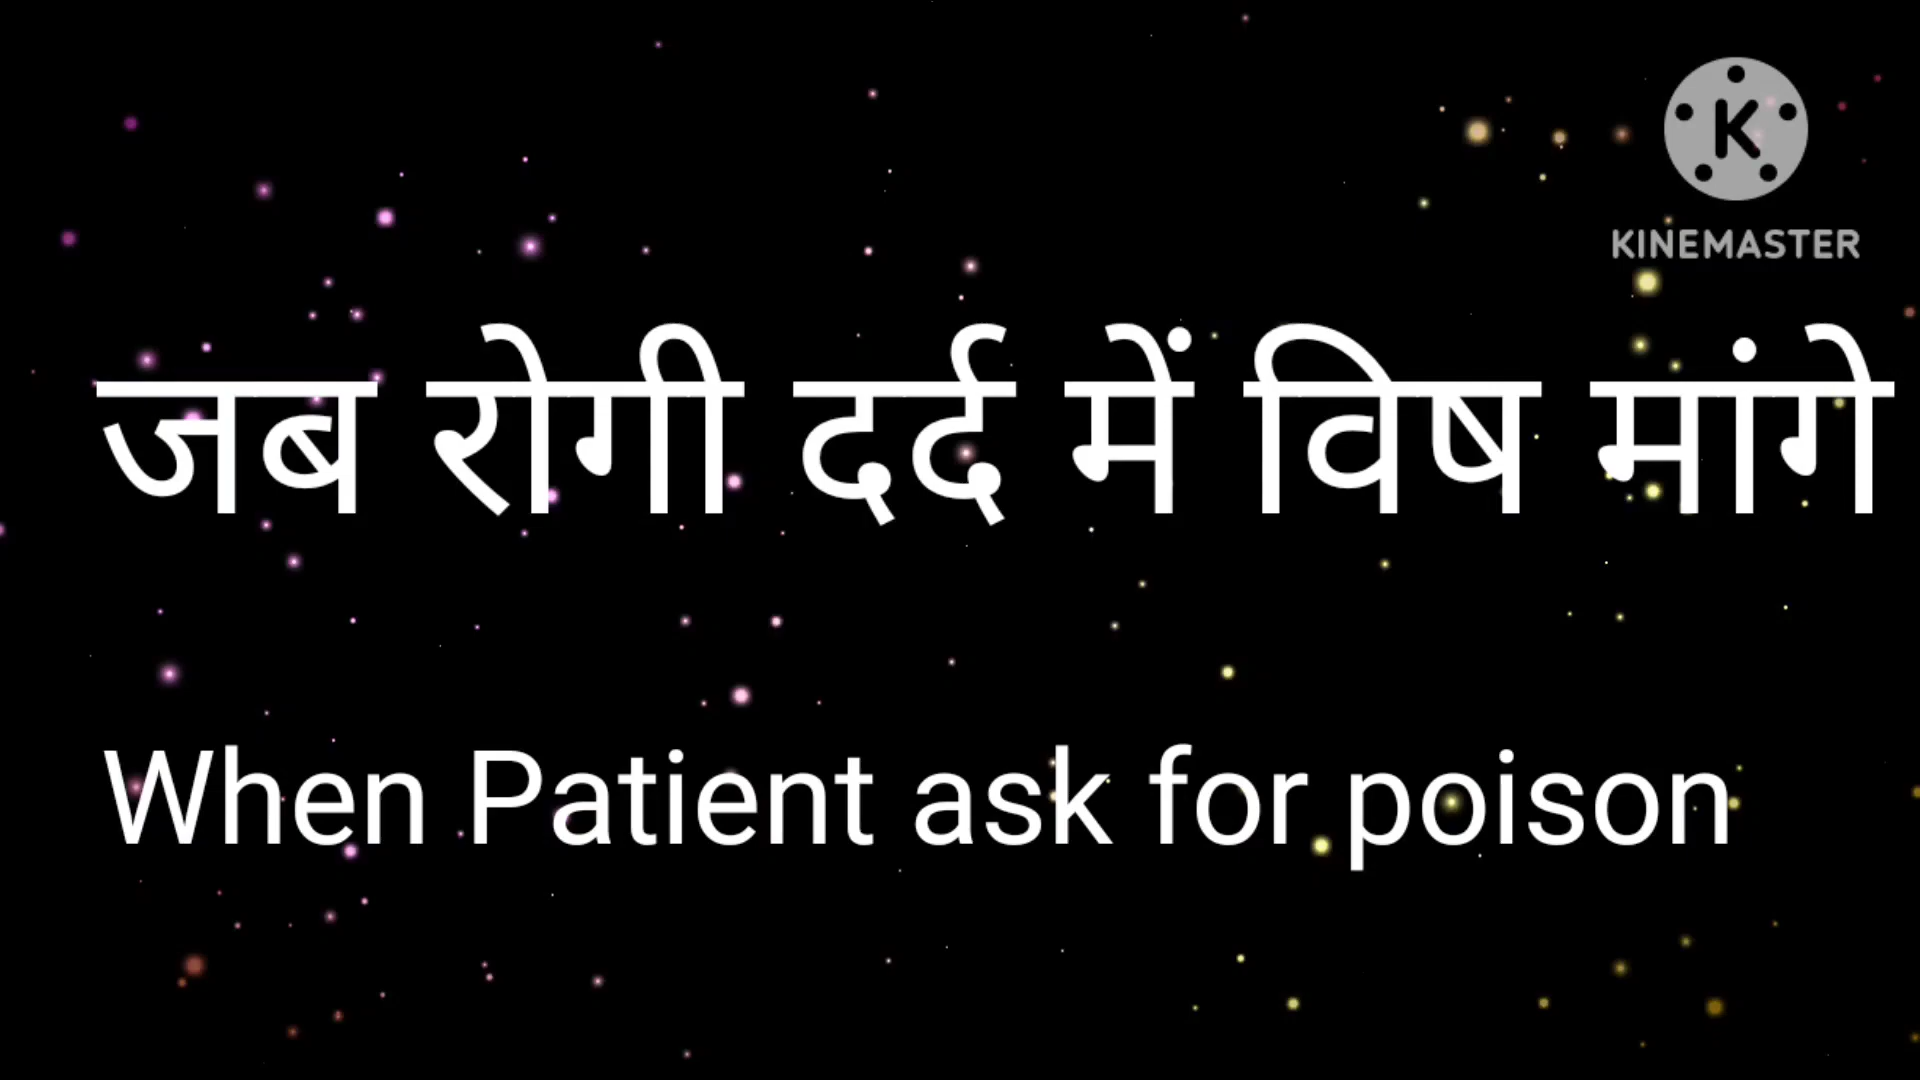 KINEMASTER
जब रोगी दर्द में विष मांगे
When Patient ask for poison